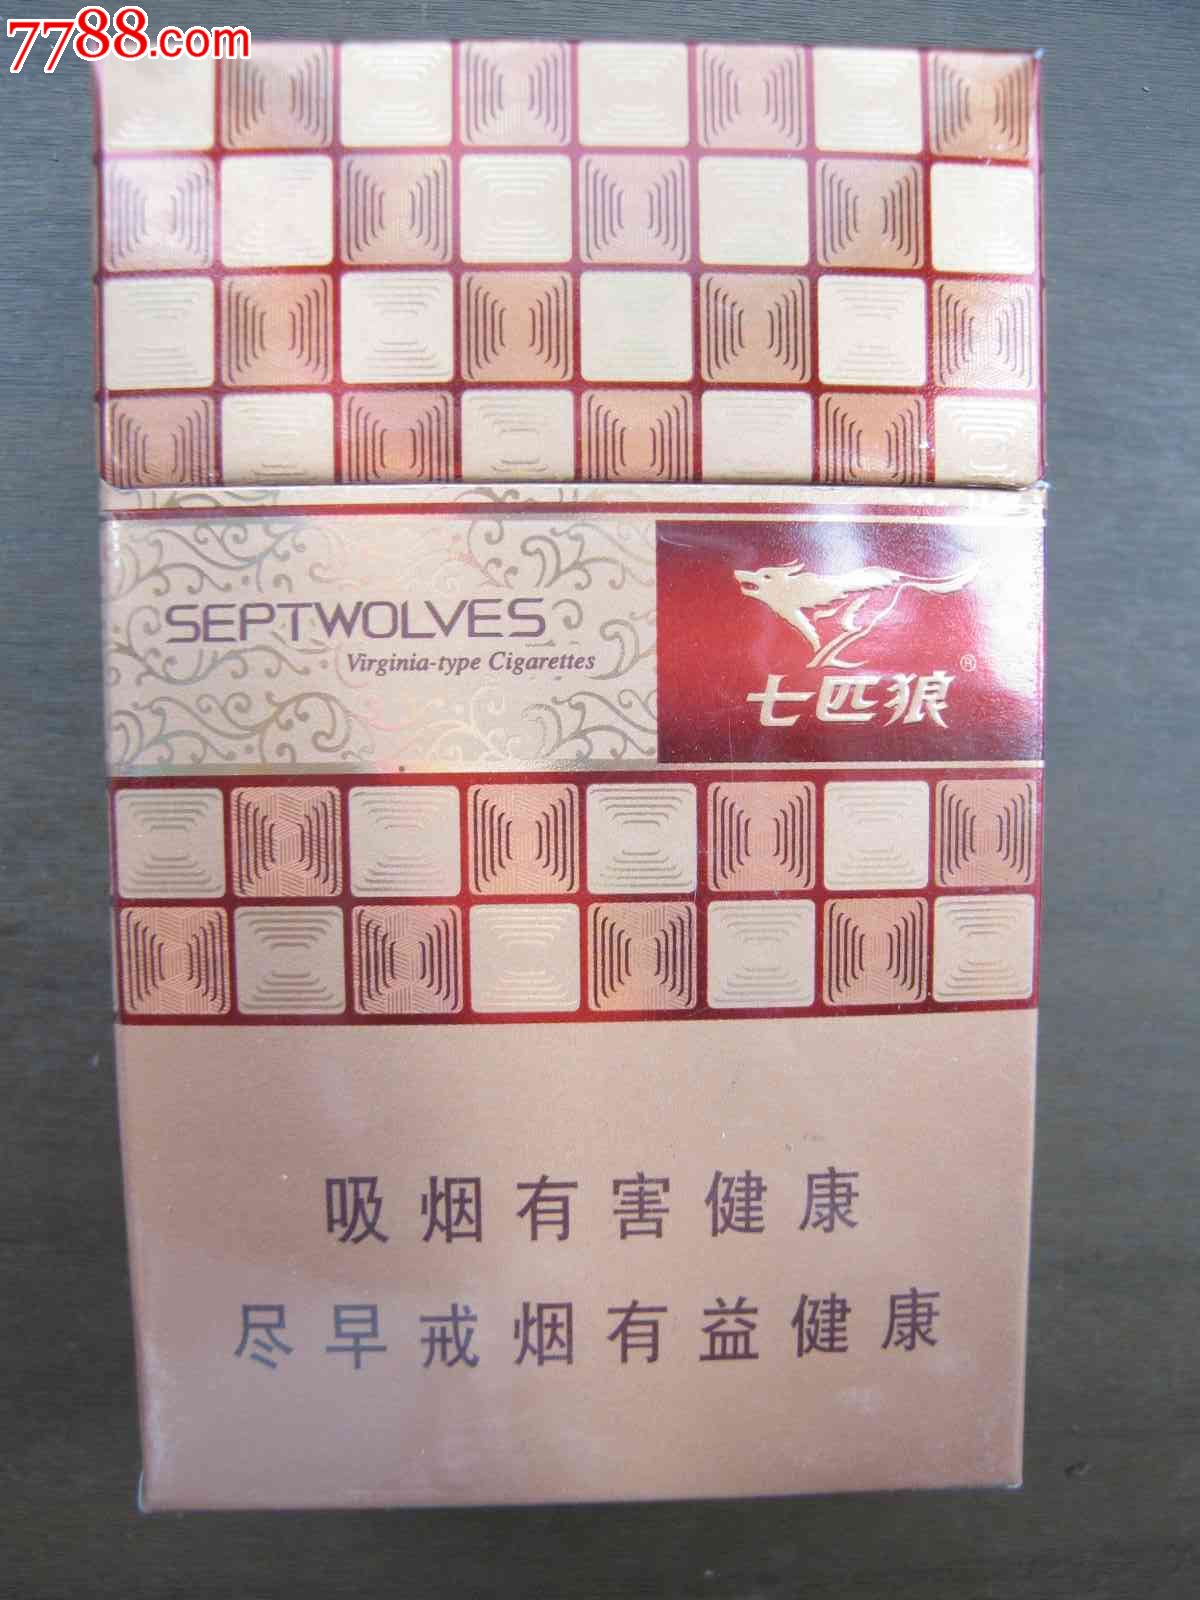 7788.com
SEPTWOLVES
Virginia-type Cigarettes
七匹狼®
吸烟有害健康
尽早戒烟有益健康